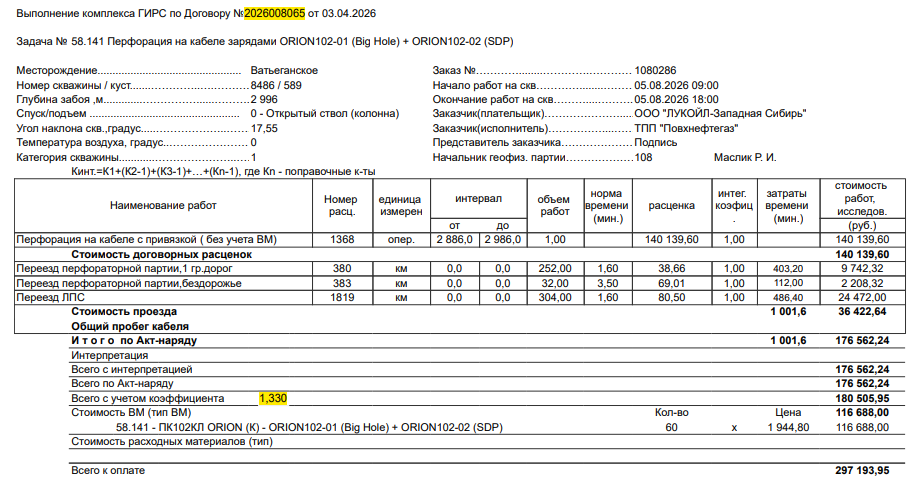 Выполнение комплекса ГИРС по Договору №2026008065 от 03.04.2026
Задача № 58.141 Перфорация на кабеле зарядами ORION102-01 (Big Hole) + ORION102-02 (SDP)
Месторождение…………………………………… Ватьеганское Заказ № ……………………………………… 1080286
Номер скважины / куст…………………………… 8486 / 589 Начало работ на скв……………………… 05.08.2026 09:00
Глубина забоя ,м………………………………… 2 996 Окончание работ на скв…………………… 05.08.2026 18:00
Спуск/подъем …………………………………… 0 - Открытый ствол (колонна) Заказчик(плательщик)……………………… ООО "ЛУКОЙЛ-Западная Сибирь"
Угол наклона скв.,градус………………………… 17,55 Заказчик(исполнитель)…………………… ТПП "Повхнефтегаз"
Температура воздуха, градус…………………… 0 Представитель заказчика………………… Подпись
Категория скважины……………………………… 1 Начальник геофиз. партии……………… 108 Маслик Р. И.
Кинт.=К1+(К2-1)+(К3-1)+…+(Кn-1), где Кn - поправочные к-ты
Наименование работ Номер расц. единица измерен интервал от до объем работ норма времени (мин.) расценка интег. коэфиц. затраты времени (мин.) стоимость работ, исследов. (руб.)
Перфорация на кабеле с привязкой ( без учета ВМ) 1368 опер. 2 886,0 2 986,0 1,00 140 139,60 1,00 140 139,60
Стоимость договорных расценок 140 139,60
Переезд перфораторной партии,1 гр.дорог 380 км 0,0 0,0 252,00 1,60 38,66 1,00 403,20 9 742,32
Переезд перфораторной партии,бездорожье 383 км 0,0 0,0 32,00 3,50 69,01 1,00 112,00 2 208,32
Переезд ЛПС 1819 км 0,0 0,0 304,00 1,60 80,50 1,00 486,40 24 472,00
Стоимость проезда 1 001,6 36 422,64
Общий пробег кабеля
И т о г о по Акт-наряду 1 001,6 176 562,24
Интерпретация
Всего с интерпретацией 176 562,24
Всего по Акт-наряду 176 562,24
Всего с учетом коэффициента 1,330 180 505,95
Стоимость ВМ (тип ВМ) Кол-во Цена 116 688,00
58.141 - ПК102КЛ ORION (К) - ORION102-01 (Big Hole) + ORION102-02 (SDP) 60 х 1 944,80 116 688,00
Стоимость расходных материалов (тип)
Всего к оплате 297 193,95